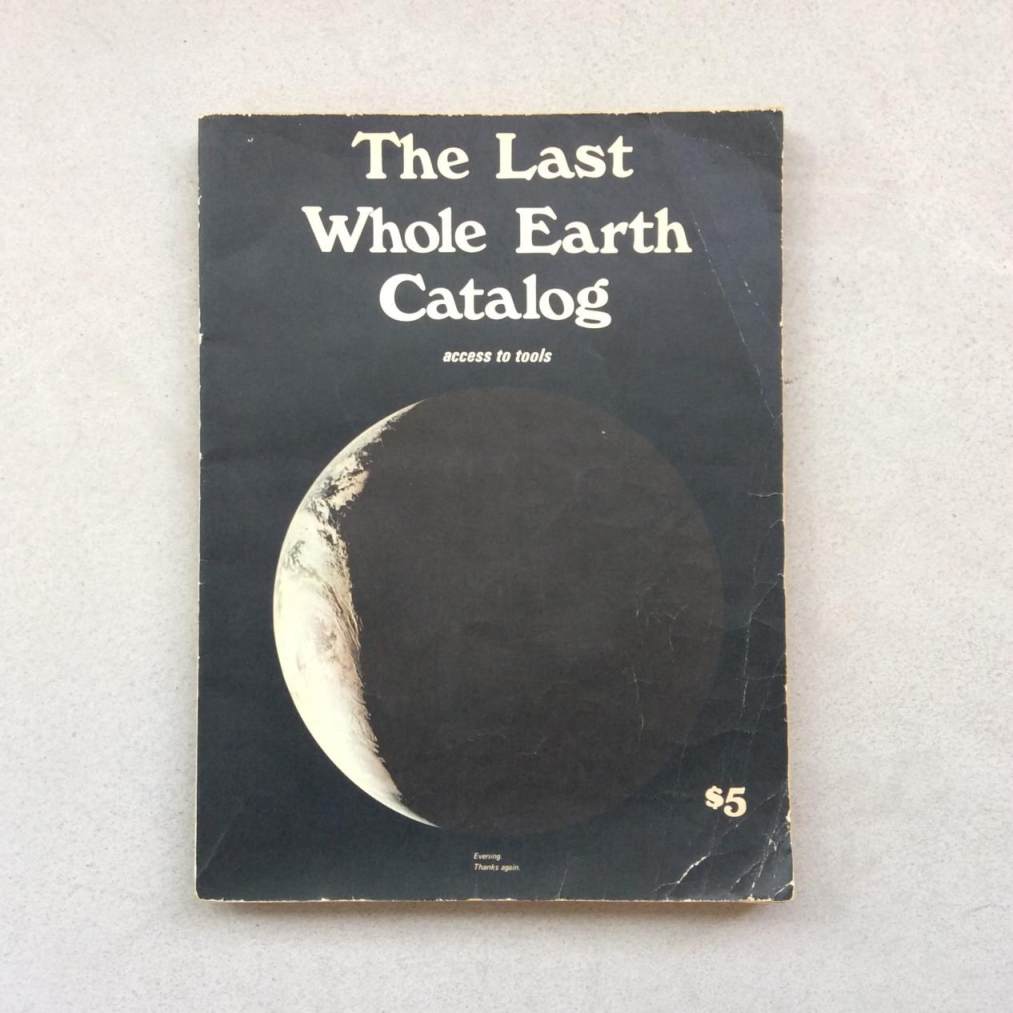 The Last
Whole Earth
Catalog
access to tools
$5
Evening.
Thanks again.